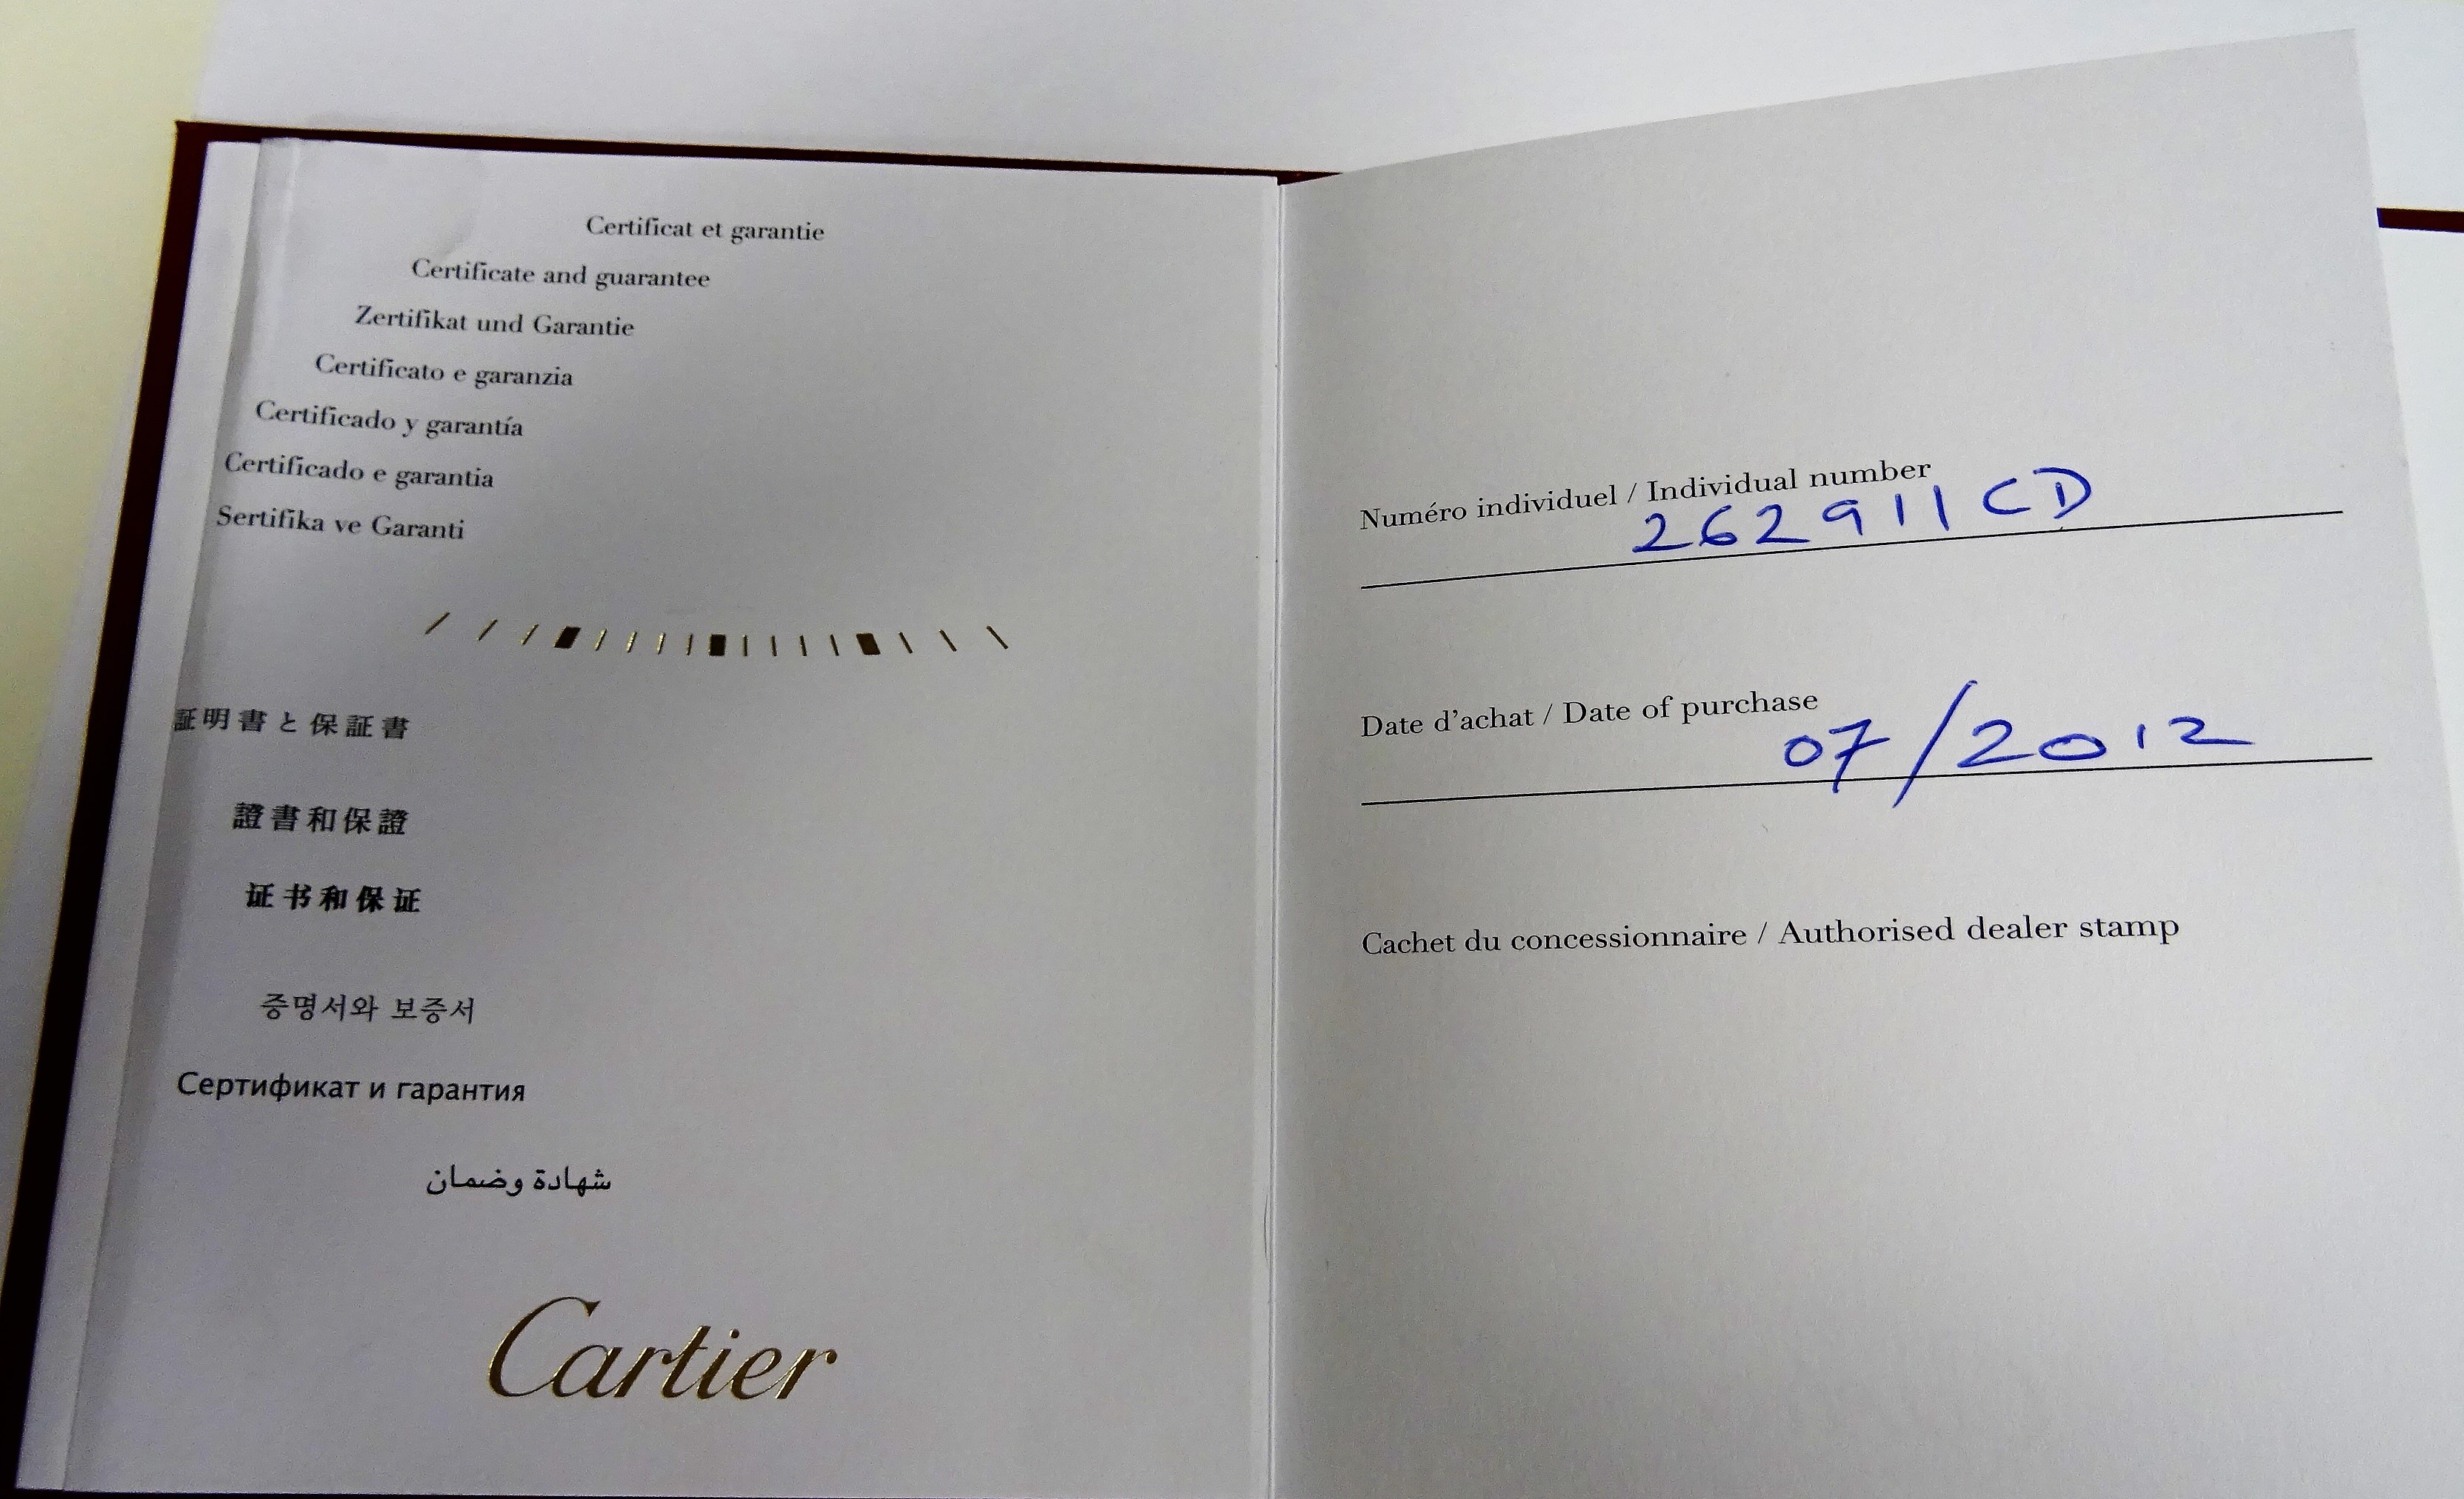 Certificat et garantie
Certificate and guarantee
Zertifikat und Garantie
Certificato e garanzia
Certificado y garantía
Certificado e garantia
Sertifika ve Garanti
証明書と保証書
證書和保證
证书和保证
증명서와 보증서
Сертификат и гарантия
شهادة وضمان
Cartier
Numéro individuel / Individual number
262911CD
Date d'achat / Date of purchase
07/2012
Cachet du concessionnaire / Authorised dealer stamp